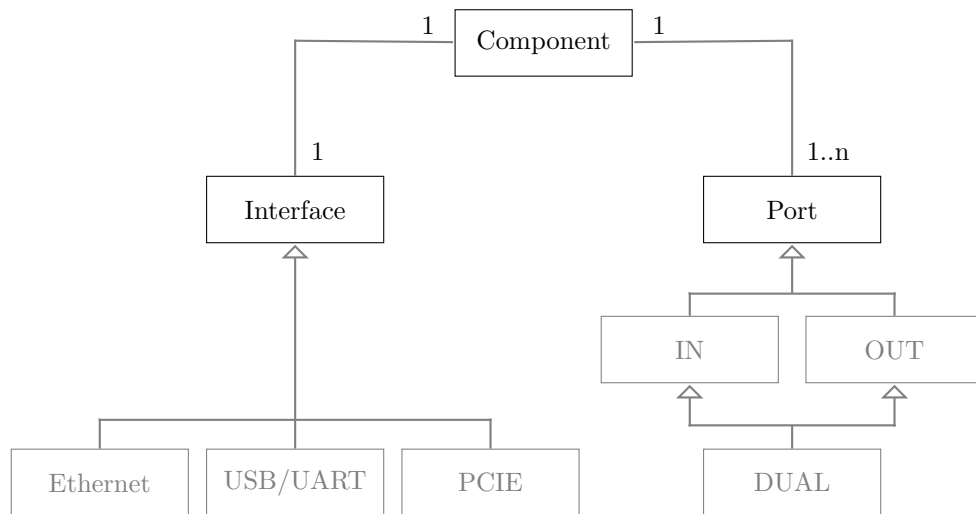 1
Component
1
1
1..n
Interface
Port
IN
OUT
Ethernet
USB/UART
PCIE
DUAL